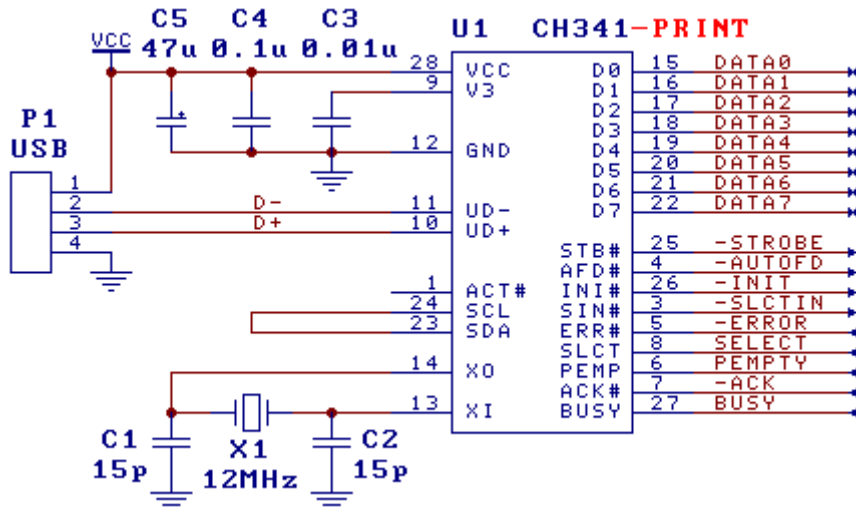 C5 C4 C3 U1 CH341-PRINT
VCC 47u 0.1u 0.01u
28 VCC D0 15 DATA0
9 V3 D1 16 DATA1
D2 17 DATA2
P1 D3 18 DATA3
USB 12 GND D4 19 DATA4
D5 20 DATA5
1 D6 21 DATA6
2 D- 11 UD- D7 22 DATA7
3 D+ 10 UD+
4 STB# 25 -STROBE
AFD# 4 -AUTOFD
1 ACT# INI# 26 -INIT
24 SCL SIN# 3 -SLCTIN
23 SDA ERR# 5 -ERROR
SLCT 8 SELECT
14 XO PEMP 6 PEMPTY
ACK# 7 -ACK
13 XI BUSY 27 BUSY
C1 X1 C2
15p 12MHz 15p